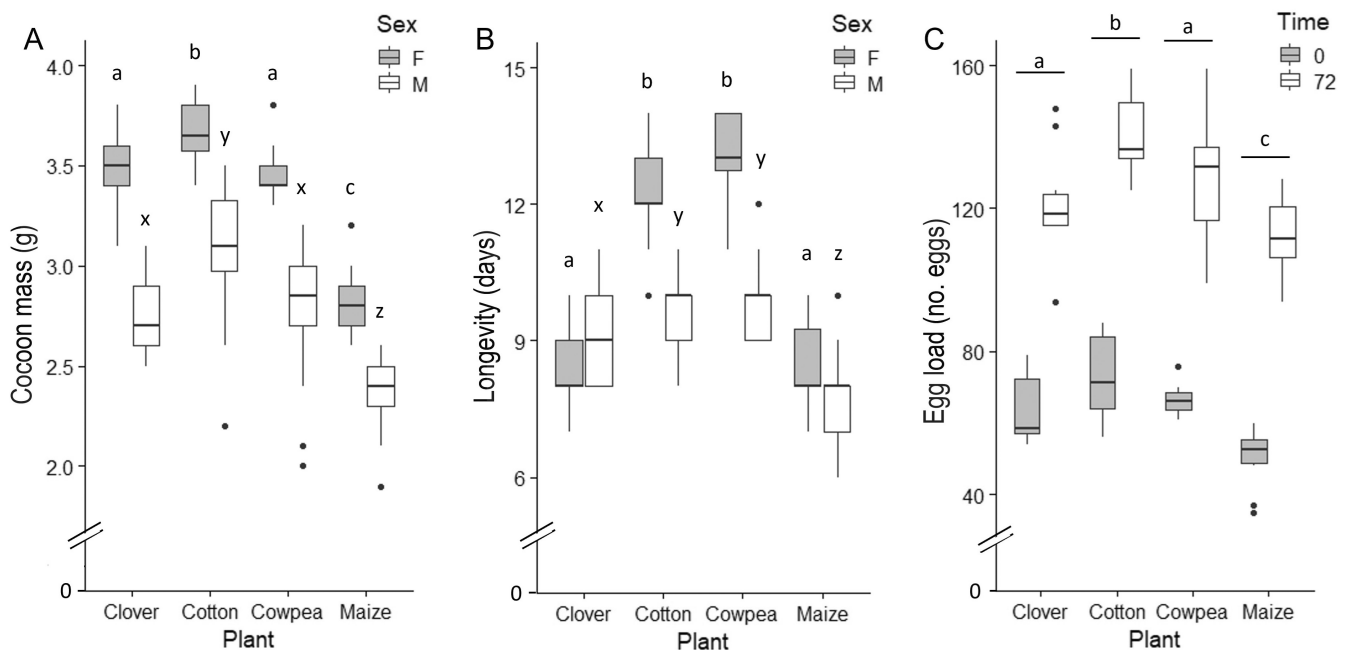 A
Sex
F
M
Cocoon mass (g)
4.0
3.5
3.0
2.5
2.0
0
a
x
b
y
a
x
c
z
Clover Cotton Cowpea Maize
Plant
B
Sex
F
M
Longevity (days)
15
12
9
6
0
a
x
b
y
b
y
a
z
Clover Cotton Cowpea Maize
Plant
C
Time
0
72
Egg load (no. eggs)
160
120
80
40
0
a
b
a
c
Clover Cotton Cowpea Maize
Plant